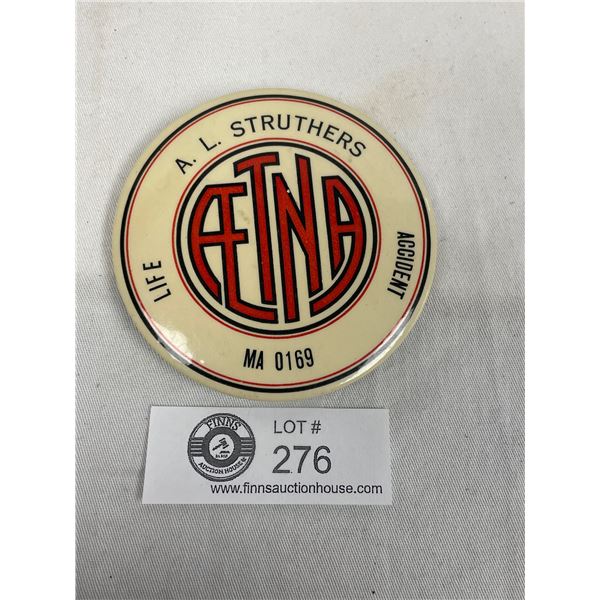 A. L. STRUTHERS
ÆTNA
LIFE
ACCIDENT
MA 0169
FINNS
AUCTION HOUSE
LOT #
276
www.finnsauctionhouse.com